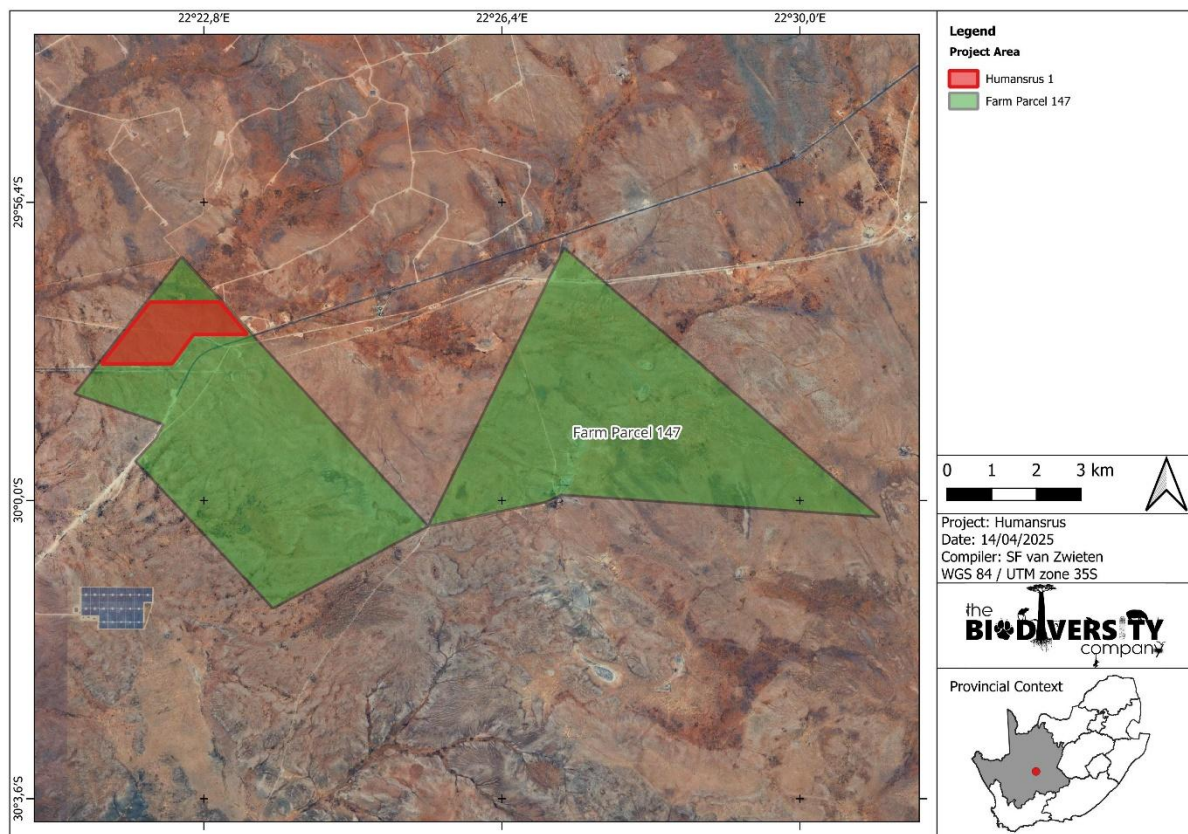 22°22,8'E
22°26,4'E
22°30,0'E
29°56,4'S
30°0,0'S
30°3,6'S
Farm Parcel 147
Legend
Project Area
Humansrus 1
Farm Parcel 147
0 1 2 3 km
Project: Humansrus
Date: 14/04/2025
Compiler: SF van Zwieten
WGS 84 / UTM zone 35S
the
BIODIVERSITY
company
Provincial Context